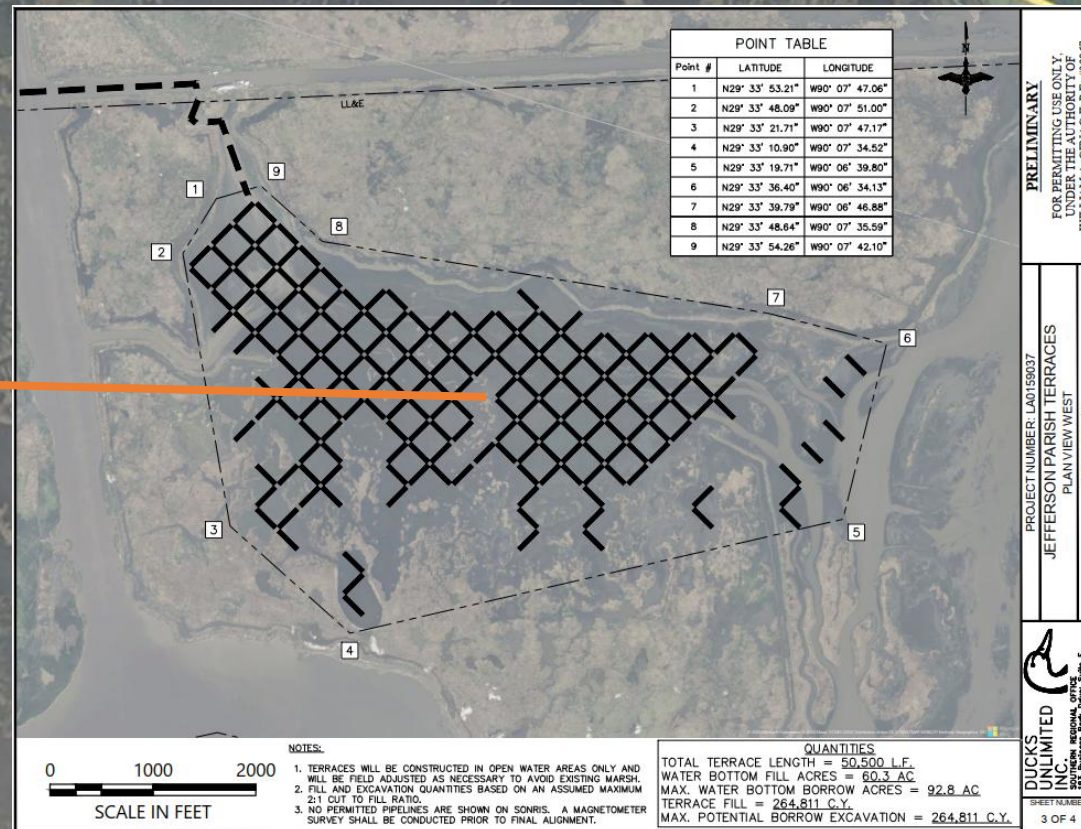 POINT TABLE
Point # LATITUDE LONGITUDE
1 N29° 33' 53.21" W90° 07' 47.06"
2 N29° 33' 48.09" W90° 07' 51.00"
3 N29° 33' 21.71" W90° 07' 47.17"
4 N29° 33' 10.90" W90° 07' 34.52"
5 N29° 33' 19.71" W90° 06' 39.80"
6 N29° 33' 36.40" W90° 06' 34.13"
7 N29° 33' 39.79" W90° 06' 46.88"
8 N29° 33' 48.64" W90° 07' 35.59"
9 N29° 33' 54.26" W90° 07' 42.10"
N
LL&E
1
9
2
8
7
6
3
5
4
0 1000 2000
SCALE IN FEET
NOTES:
1. TERRACES WILL BE CONSTRUCTED IN OPEN WATER AREAS ONLY AND
WILL BE FIELD ADJUSTED AS NECESSARY TO AVOID EXISTING MARSH.
2. FILL AND EXCAVATION QUANTITIES BASED ON AN ASSUMED MAXIMUM
2:1 CUT TO FILL RATIO.
3. NO PERMITTED PIPELINES ARE SHOWN ON SONRIS. A MAGNETOMETER
SURVEY SHALL BE CONDUCTED PRIOR TO FINAL ALIGNMENT.
QUANTITIES
TOTAL TERRACE LENGTH = 50,500 L.F.
WATER BOTTOM FILL ACRES = 60.3 AC
MAX. WATER BOTTOM BORROW ACRES = 92.8 AC
TERRACE FILL = 264,811 C.Y.
MAX. POTENTIAL BORROW EXCAVATION = 264,811 C.Y.
PRELIMINARY
FOR PERMITTING USE ONLY,
UNDER THE AUTHORITY OF
PROJECT NUMBER: LA0159037
JEFFERSON PARISH TERRACES
PLAN VIEW WEST
DUCKS
UNLIMITED
INC.
SOUTHERN REGIONAL OFFICE
SHEET NUMBER
3 OF 4